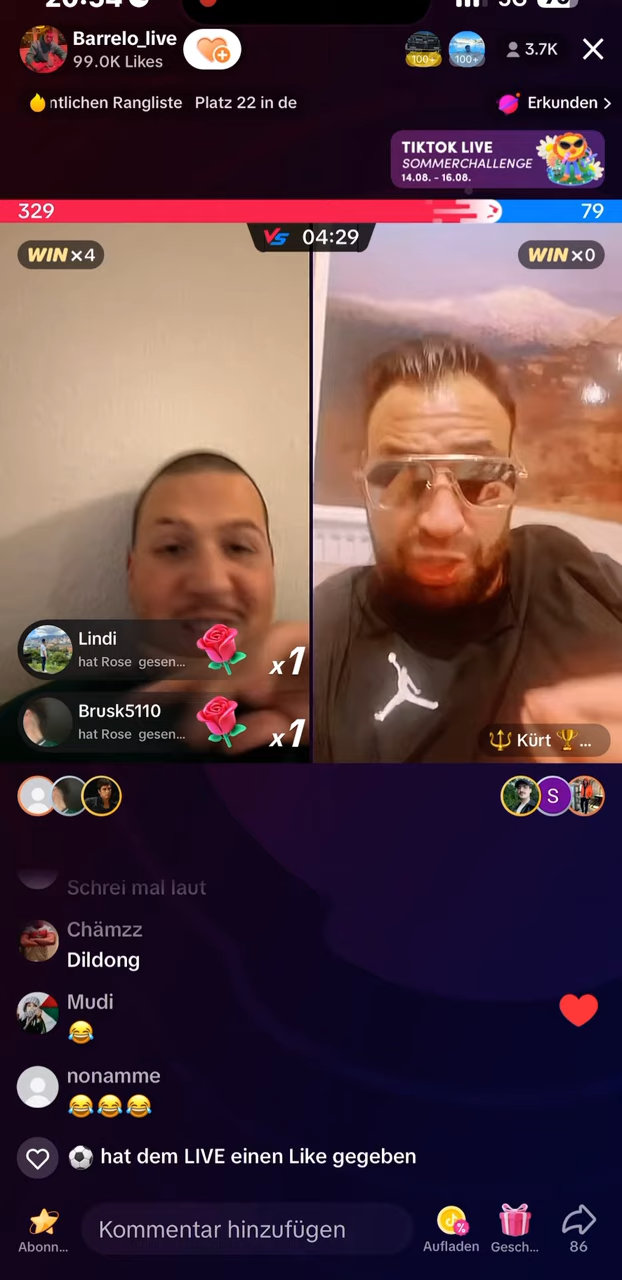 Barrelo_live
99.0K Likes
100+
100+
3.7K
ntlichen Rangliste Platz 22 in de
Erkunden >
TIKTOK LIVE
SOMMERCHALLENGE
14.08. - 16.08.
329
79
VS 04:29
WIN x4
WIN x0
Lindi
hat Rose gesen...
x1
Brusk5110
hat Rose gesen...
x1
Kürt 🏆...
S
Schrei mal laut
Chämzz
Dildong
Mudi
😂
nonamme
😂😂😂
⚽ hat dem LIVE einen Like gegeben
Kommentar hinzufügen
Abonn...
Aufladen
Gesch...
86